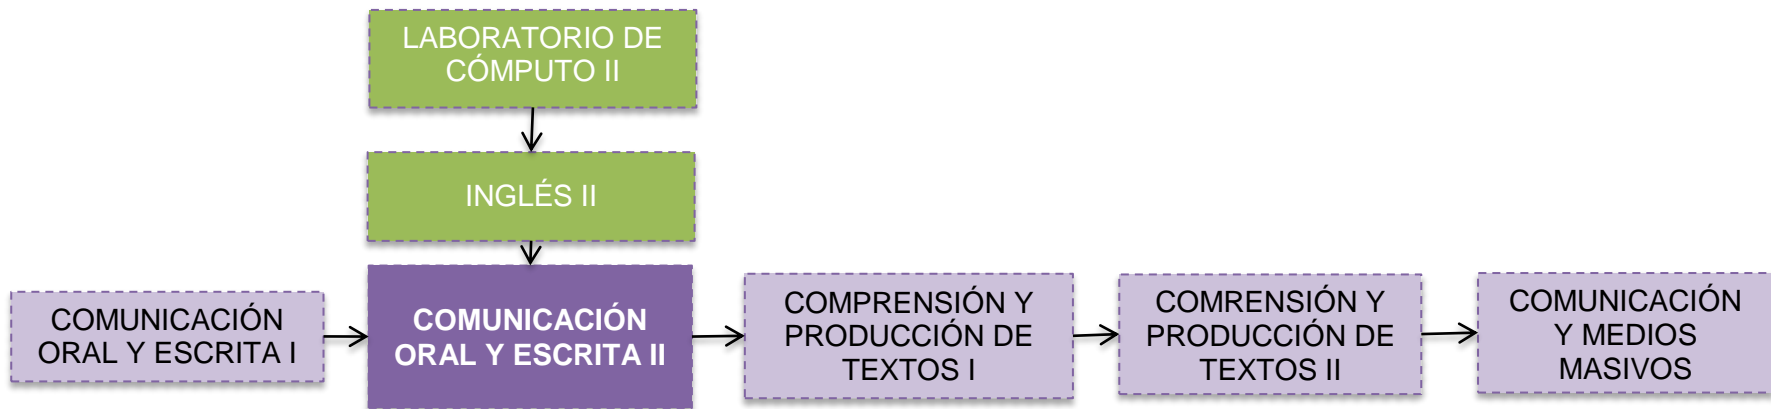 LABORATORIO DE
CÓMPUTO II
INGLÉS II
COMUNICACIÓN
ORAL Y ESCRITA I
COMUNICACIÓN
ORAL Y ESCRITA II
COMPRENSIÓN Y
PRODUCCIÓN DE
TEXTOS I
COMRENSIÓN Y
PRODUCCIÓN DE
TEXTOS II
COMUNICACIÓN
Y MEDIOS
MASIVOS